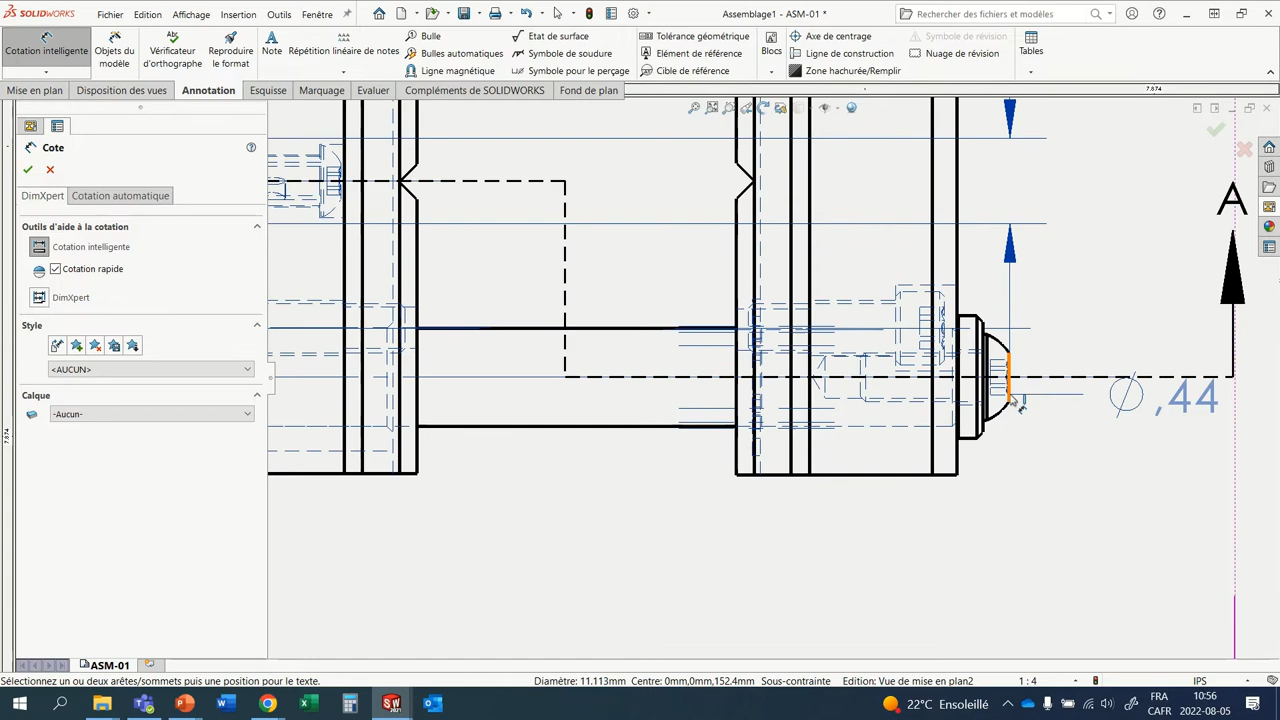 SOLIDWORKS
Fichier Edition Affichage Insertion Outils Fenêtre
Assemblage1 - ASM-01 *
Rechercher des fichiers et modèles
Cotation intelligente
Objets du modèle
Vérificateur d'orthographe
Reproduire le format
Note
Répétition linéaire de notes
Bulle
Bulles automatiques
Ligne magnétique
Etat de surface
Symbole de soudure
Symbole pour le perçage
Tolérance géométrique
Elément de référence
Cible de référence
Blocs
Axe de centrage
Ligne de construction
Zone hachurée/Remplir
Symbole de révision
Nuage de révision
Tables
Mise en plan Disposition des vues Annotation Esquisse Marquage Evaluer Compléments de SOLIDWORKS Fond de plan
7.874
Cote
DimXpert Cotation automatique
Outils d'aide à la cotation
Cotation intelligente
Cotation rapide
DimXpert
Style
<AUCUN>
Calque
-Aucun-
A
∅ ,44
7.874
ASM-01
Sélectionnez un ou deux arêtes/sommets puis une position pour le texte.
Diamètre: 11.113mm Centre: 0mm,0mm,152.4mm Sous-contrainte Edition: Vue de mise en plan2 1 : 4 IPS
22°C Ensoleillé
FRA
CAFR
10:56
2022-08-05